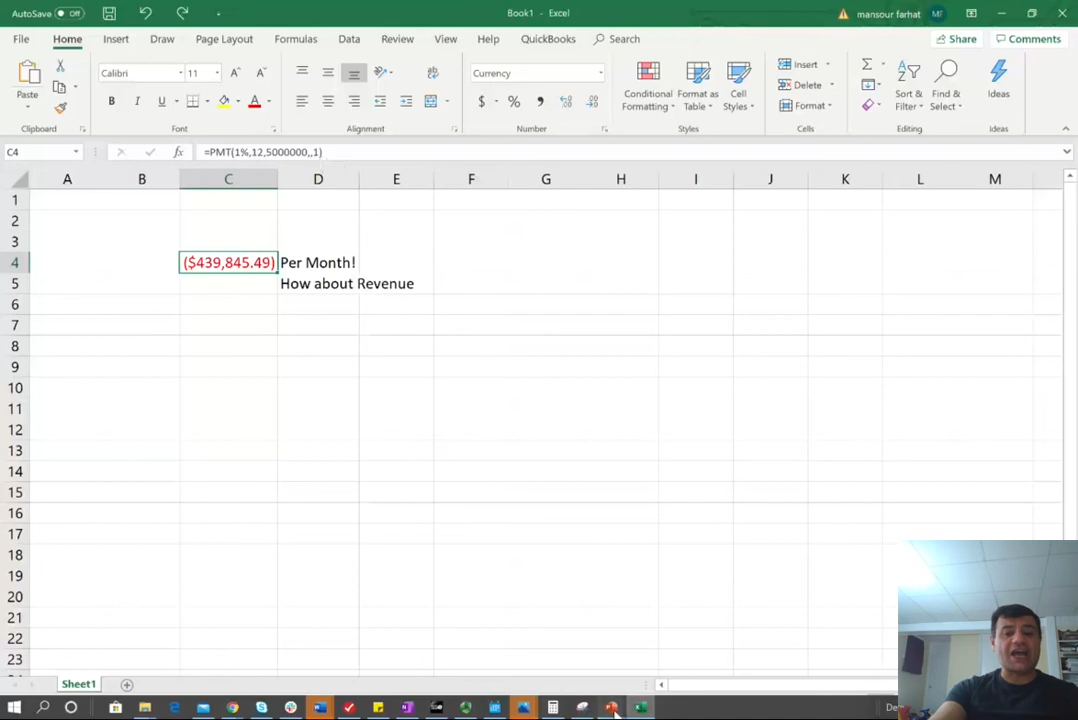 AutoSave Off Book1 - Excel mansour farhat MF
File Home Insert Draw Page Layout Formulas Data Review View Help QuickBooks Search Share Comments
Paste Calibri 11 Currency Conditional Formatting Format as Table Cell Styles Insert Delete Format Sort & Filter Find & Select Ideas
B I U A $ %
Clipboard Font Alignment Number Styles Cells Editing Ideas
C4 fx =PMT(1%,12,5000000,,1)
A B C D E F G H I J K L M
1
2
3
4 ($439,845.49) Per Month!
5 How about Revenue
6
7
8
9
10
11
12
13
14
15
16
17
18
19
20
21
22
23
Sheet1